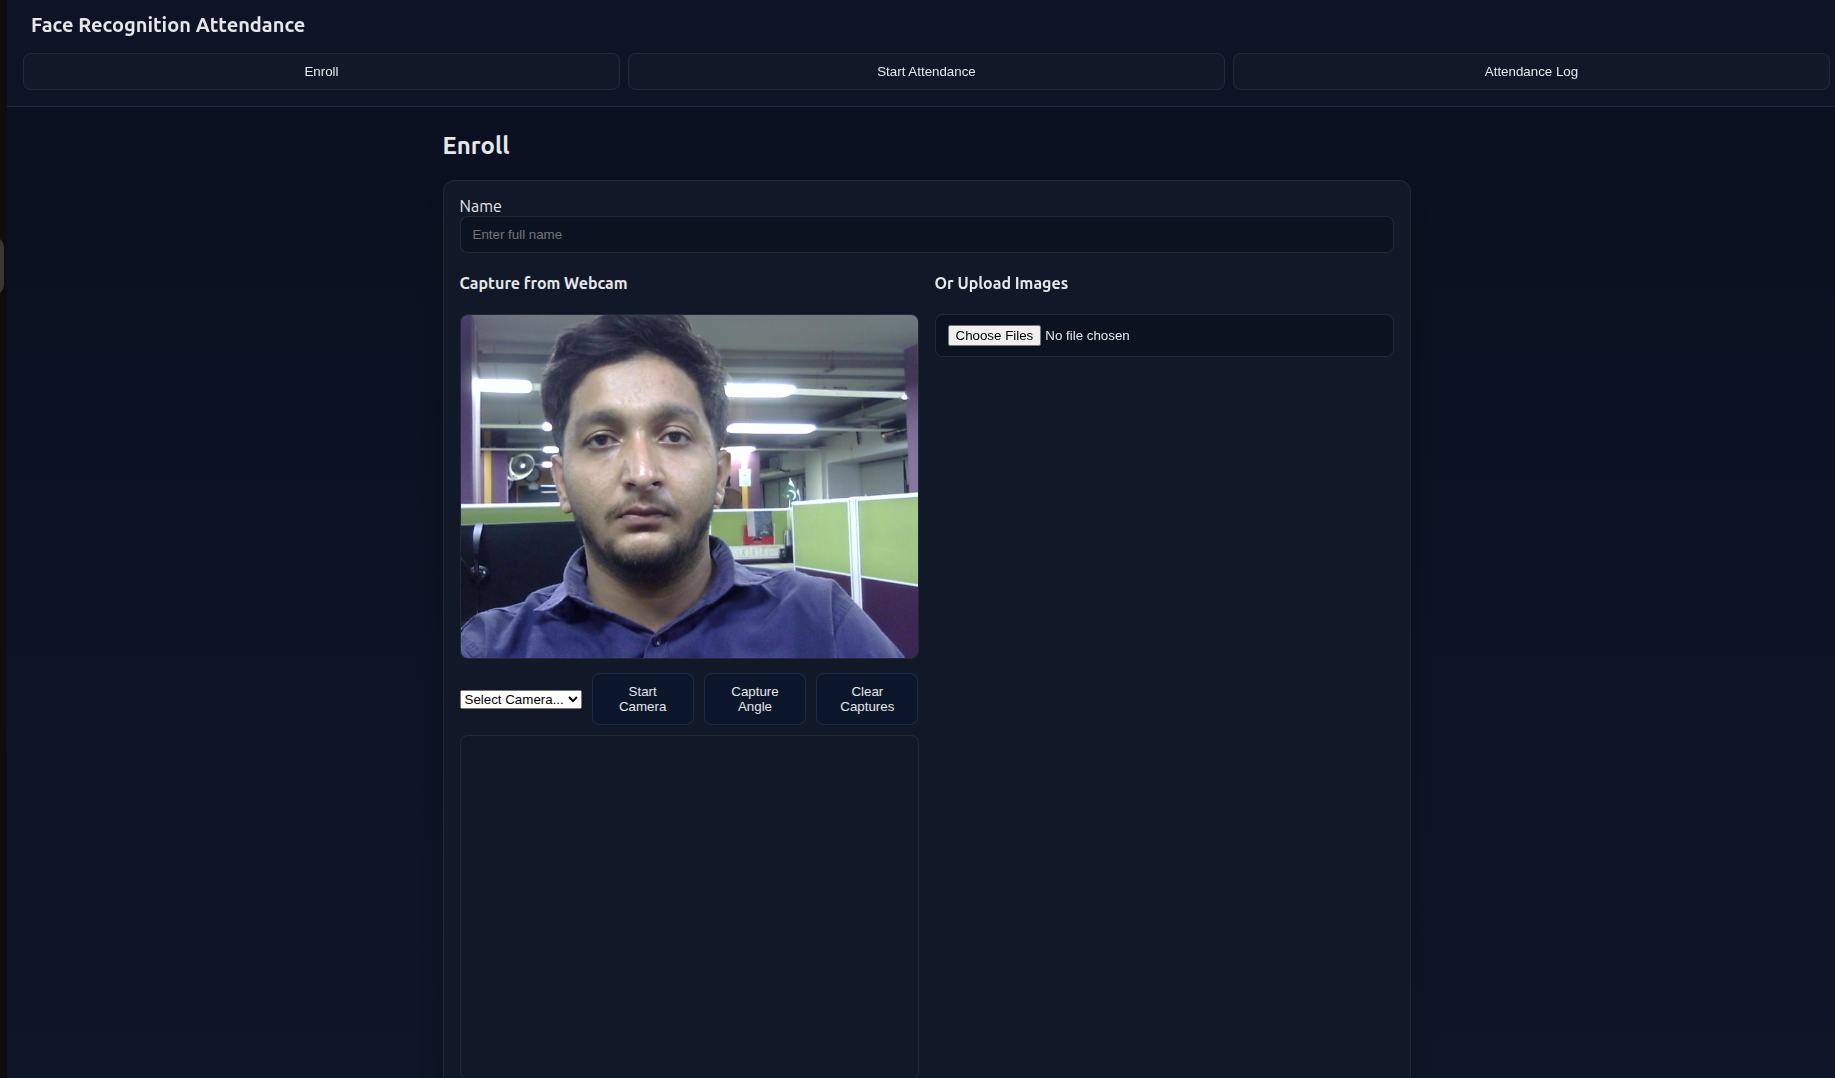 Face Recognition Attendance
Enroll
Start Attendance
Attendance Log
Enroll
Name
Enter full name
Capture from Webcam
Or Upload Images
Choose Files No file chosen
Select Camera...
Start
Camera
Capture
Angle
Clear
Captures